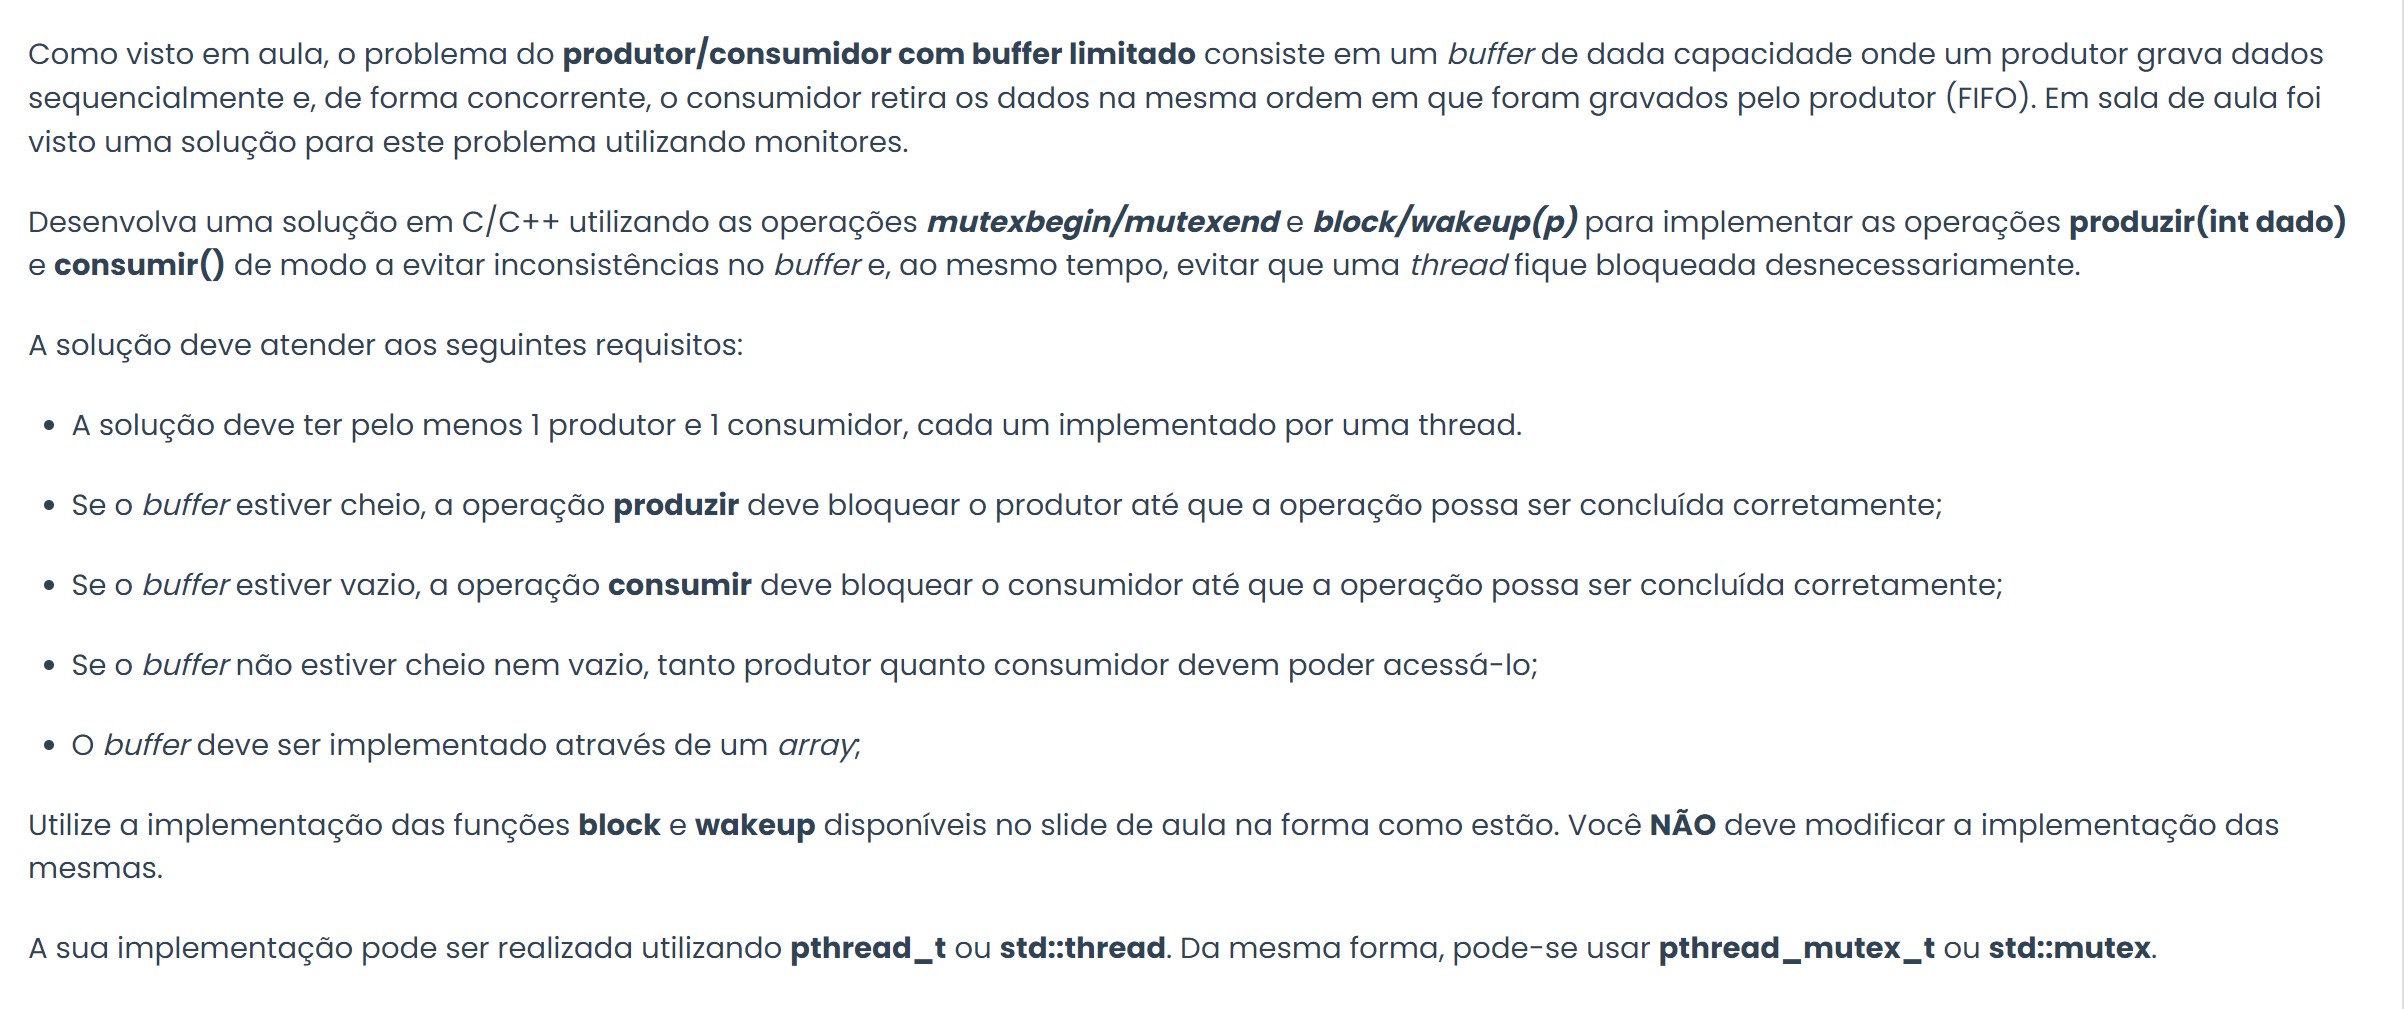 Como visto em aula, o problema do produtor/consumidor com buffer limitado consiste em um buffer de dada capacidade onde um produtor grava dados
sequencialmente e, de forma concorrente, o consumidor retira os dados na mesma ordem em que foram gravados pelo produtor (FIFO). Em sala de aula foi
visto uma solução para este problema utilizando monitores.
Desenvolva uma solução em C/C++ utilizando as operações mutexbegin/mutexend e block/wakeup(p) para implementar as operações produzir(int dado)
e consumir() de modo a evitar inconsistências no buffer e, ao mesmo tempo, evitar que uma thread fique bloqueada desnecessariamente.
A solução deve atender aos seguintes requisitos:
• A solução deve ter pelo menos 1 produtor e 1 consumidor, cada um implementado por uma thread.
• Se o buffer estiver cheio, a operação produzir deve bloquear o produtor até que a operação possa ser concluída corretamente;
• Se o buffer estiver vazio, a operação consumir deve bloquear o consumidor até que a operação possa ser concluída corretamente;
• Se o buffer não estiver cheio nem vazio, tanto produtor quanto consumidor devem poder acessá-lo;
• O buffer deve ser implementado através de um array;
Utilize a implementação das funções block e wakeup disponíveis no slide de aula na forma como estão. Você NÃO deve modificar a implementação das
mesmas.
A sua implementação pode ser realizada utilizando pthread_t ou std::thread. Da mesma forma, pode-se usar pthread_mutex_t ou std::mutex.